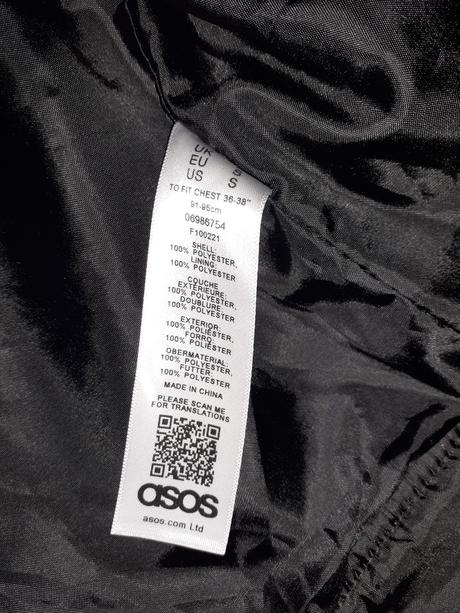 UK S
EU S
US S
TO FIT CHEST 36-38"
91-96cm
06986754
F100221
SHELL:
100% POLYESTER,
LINING:
100% POLYESTER
COUCHE
EXTÉRIEURE:
100% POLYESTER,
DOUBLURE
100% POLYESTER
EXTERIOR:
100% POLIÉSTER,
FORRO:
100% POLIÉSTER
OBERMATERIAL:
100% POLYESTER,
FUTTER:
100% POLYESTER
MADE IN CHINA
PLEASE SCAN ME
FOR TRANSLATIONS
asos
asos.com Ltd